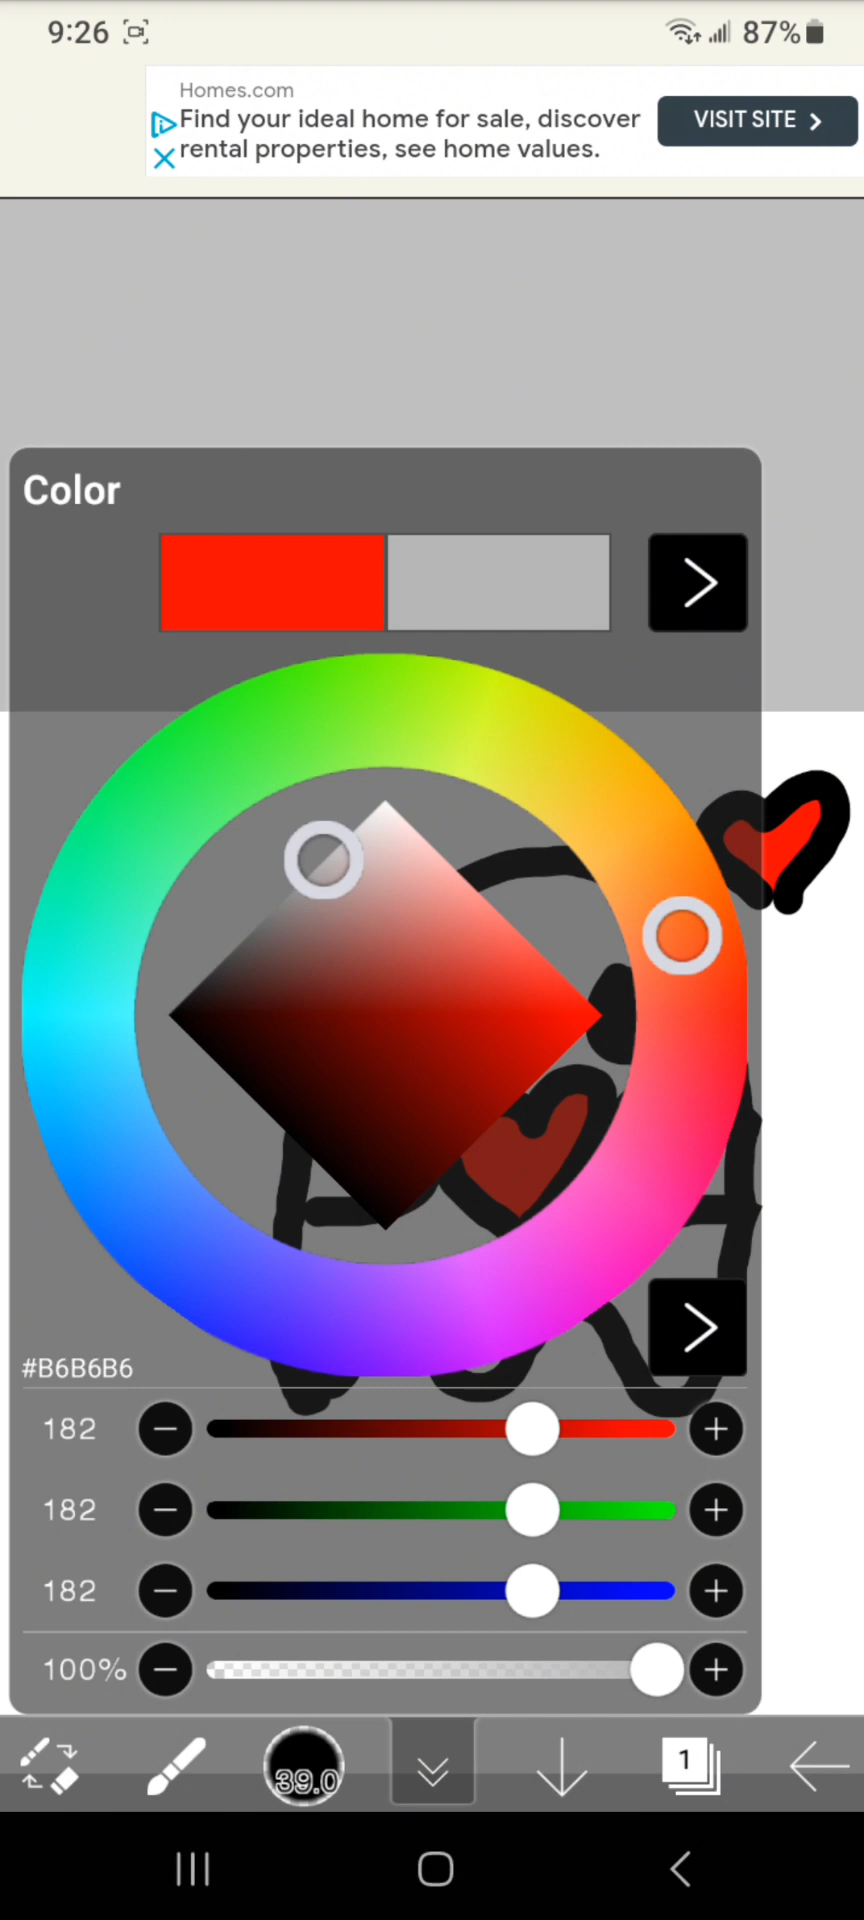 9:26
87%
Homes.com
Find your ideal home for sale, discover
rental properties, see home values.
VISIT SITE
Color
#B6B6B6
182
182
182
100%
39.0
1